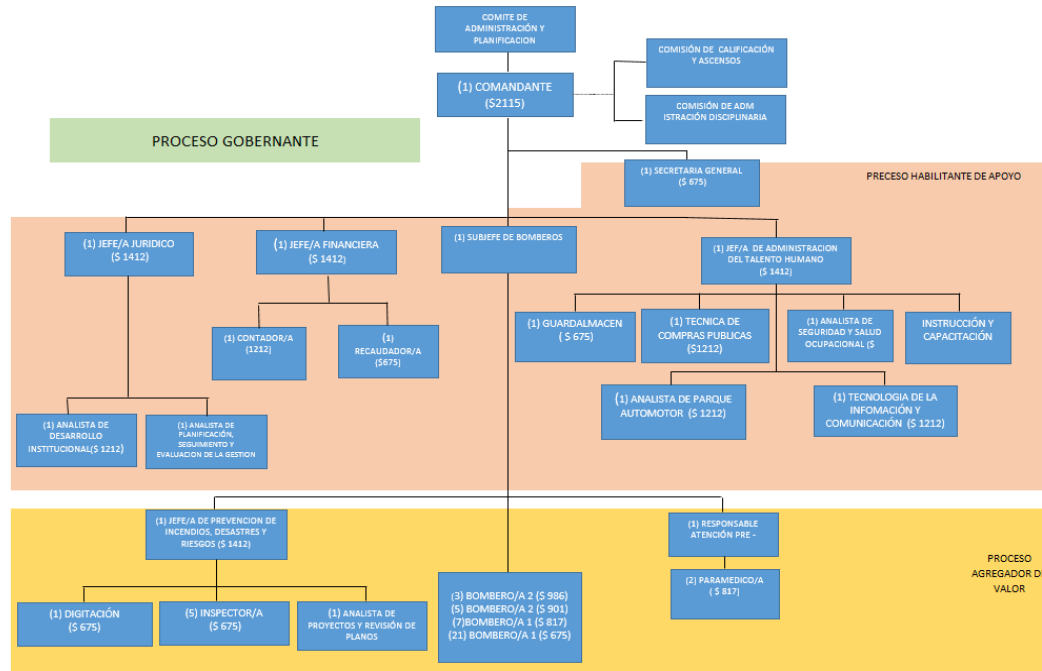 COMITE DE
ADMINISTRACIÓN Y
PLANIFICACION
COMISIÓN DE CALIFICACIÓN
Y ASCENSOS
(1) COMANDANTE
($2115)
COMISIÓN DE ADM
ISTRACIÓN DISCIPLINARIA
PROCESO GOBERNANTE
(1) SECRETARIA GENERAL
($ 675)
PRECESO HABILITANTE DE APOYO
(1) JEFE/A JURIDICO
($ 1412)
(1) JEFE/A FINANCIERA
($ 1412)
(1) SUBJEFE DE BOMBEROS
(1) JEF/A DE ADMINISTRACION
DEL TALENTO HUMANO
($ 1412)
(1) CONTADOR/A
(1212)
(1)
RECAUDADOR/A
($675)
(1) GUARDALMACEN
( $ 675)
(1) TECNICA DE
COMPRAS PUBLICAS
($1212)
(1) ANALISTA DE
SEGURIDAD Y SALUD
OCUPACIONAL ($
INSTRUCCIÓN Y
CAPACITACIÓN
(1) ANALISTA DE PARQUE
AUTOMOTOR ($ 1212)
(1) TECNOLOGIA DE LA
INFOMACIÓN Y
COMUNICACIÓN ($ 1212)
(1) ANALISTA DE
DESARROLLO
INSTITUCIONAL($ 1212)
(1) ANALISTA DE
PLANIFICACIÓN,
SEGUIMIENTO Y
EVALUACION DE LA GESTION
(1) JEFE/A DE PREVENCION DE
INCENDIOS, DESASTRES Y
RIESGOS ($ 1412)
(1) RESPONSABLE
ATENCIÓN PRE -
PROCESO
AGREGADOR D
VALOR
(2) PARAMEDICO/A
( $ 817)
(1) DIGITACIÓN
($ 675)
(5) INSPECTOR/A
($ 675)
(1) ANALISTA DE
PROYECTOS Y REVISIÓN DE
PLANOS
(3) BOMBERO/A 2 ($ 986)
(5) BOMBERO/A 2 ($ 901)
(7)BOMBERO/A 1 ($ 817)
(21) BOMBERO/A 1 ($ 675)